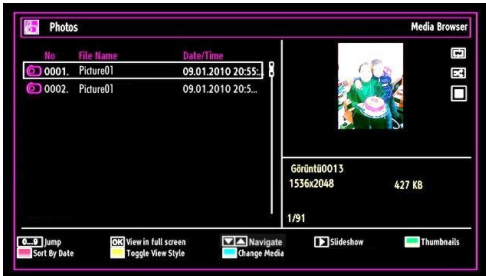 Photos Media Browser
No File Name Date/Time
0001. Picture01 09.01.2010 20:55:..
0002. Picture01 09.01.2010 20:5...
Görüntü0013
1536x2048 427 KB
1/91
0...9 Jump OK View in full screen Navigate Slideshow Thumbnails
Sort By Date Toggle View Style Change Media